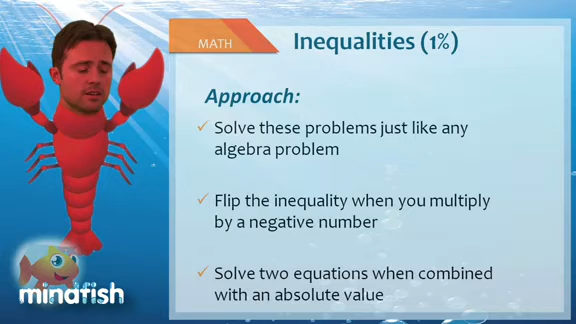 MATH
Inequalities (1%)
Approach:
Solve these problems just like any
algebra problem
Flip the inequality when you multiply
by a negative number
Solve two equations when combined
with an absolute value
mindfish